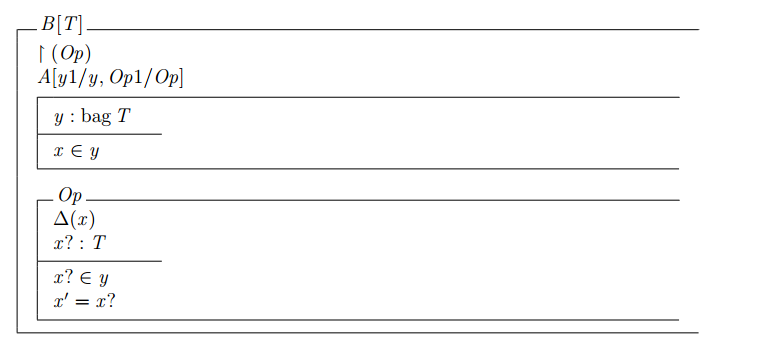 B[T]
↾ (Op)
A[y1/y, Op1/Op]
y : bag T
x ∈ y
Op
Δ(x)
x? : T
x? ∈ y
x′ = x?